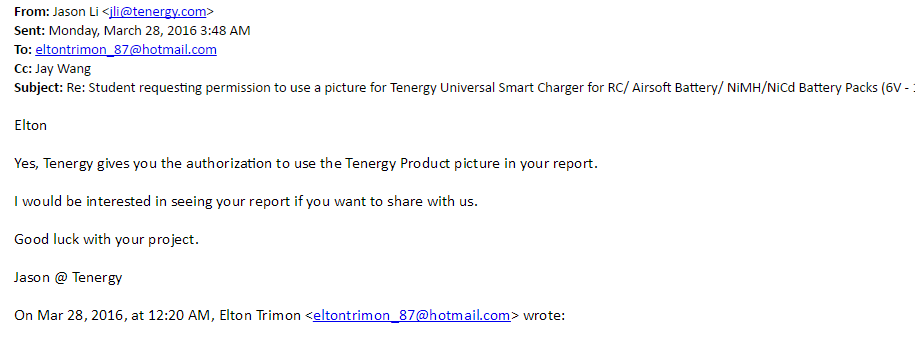 From: Jason Li <jli@tenergy.com>
Sent: Monday, March 28, 2016 3:48 AM
To: eltontrimon_87@hotmail.com
Cc: Jay Wang
Subject: Re: Student requesting permission to use a picture for Tenergy Universal Smart Charger for RC/ Airsoft Battery/ NiMH/NiCd Battery Packs (6V -
Elton
Yes, Tenergy gives you the authorization to use the Tenergy Product picture in your report.
I would be interested in seeing your report if you want to share with us.
Good luck with your project.
Jason @ Tenergy
On Mar 28, 2016, at 12:20 AM, Elton Trimon <eltontrimon_87@hotmail.com> wrote: